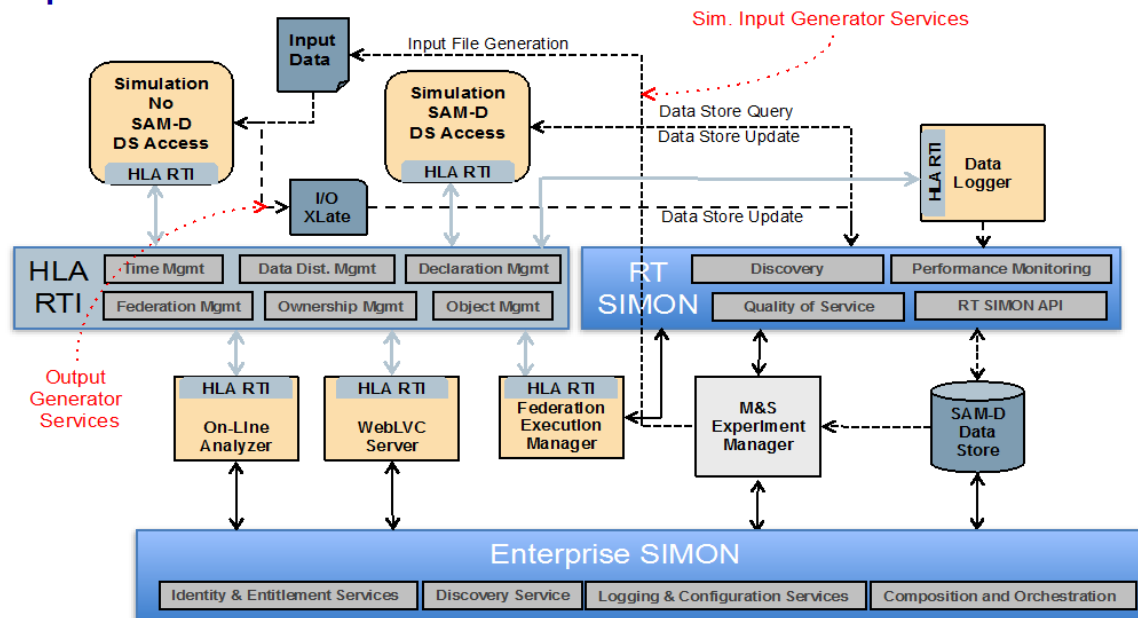 Sim. Input Generator Services
Input
Data
Input File Generation
Simulation
No
SAM-D
DS Access
HLA RTI
Simulation
SAM-D
DS Access
HLA RTI
Data Store Query
Data Store Update
HLA RTI
Data
Logger
I/O
XLate
Data Store Update
HLA
RTI
Time Mgmt
Data Dist. Mgmt
Declaration Mgmt
Federation Mgmt
Ownership Mgmt
Object Mgmt
RT
SIMON
Discovery
Performance Monitoring
Quality of Service
RT SIMON API
Output
Generator
Services
HLA RTI
On-LIne
Analyzer
HLA RTI
WebLVC
Server
HLA RTI
Federation
Execution
Manager
M&S
Experiment
Manager
SAM-D
Data
Store
Enterprise SIMON
Identity & Entitlement Services
Discovery Service
Logging & Configuration Services
Composition and Orchestration